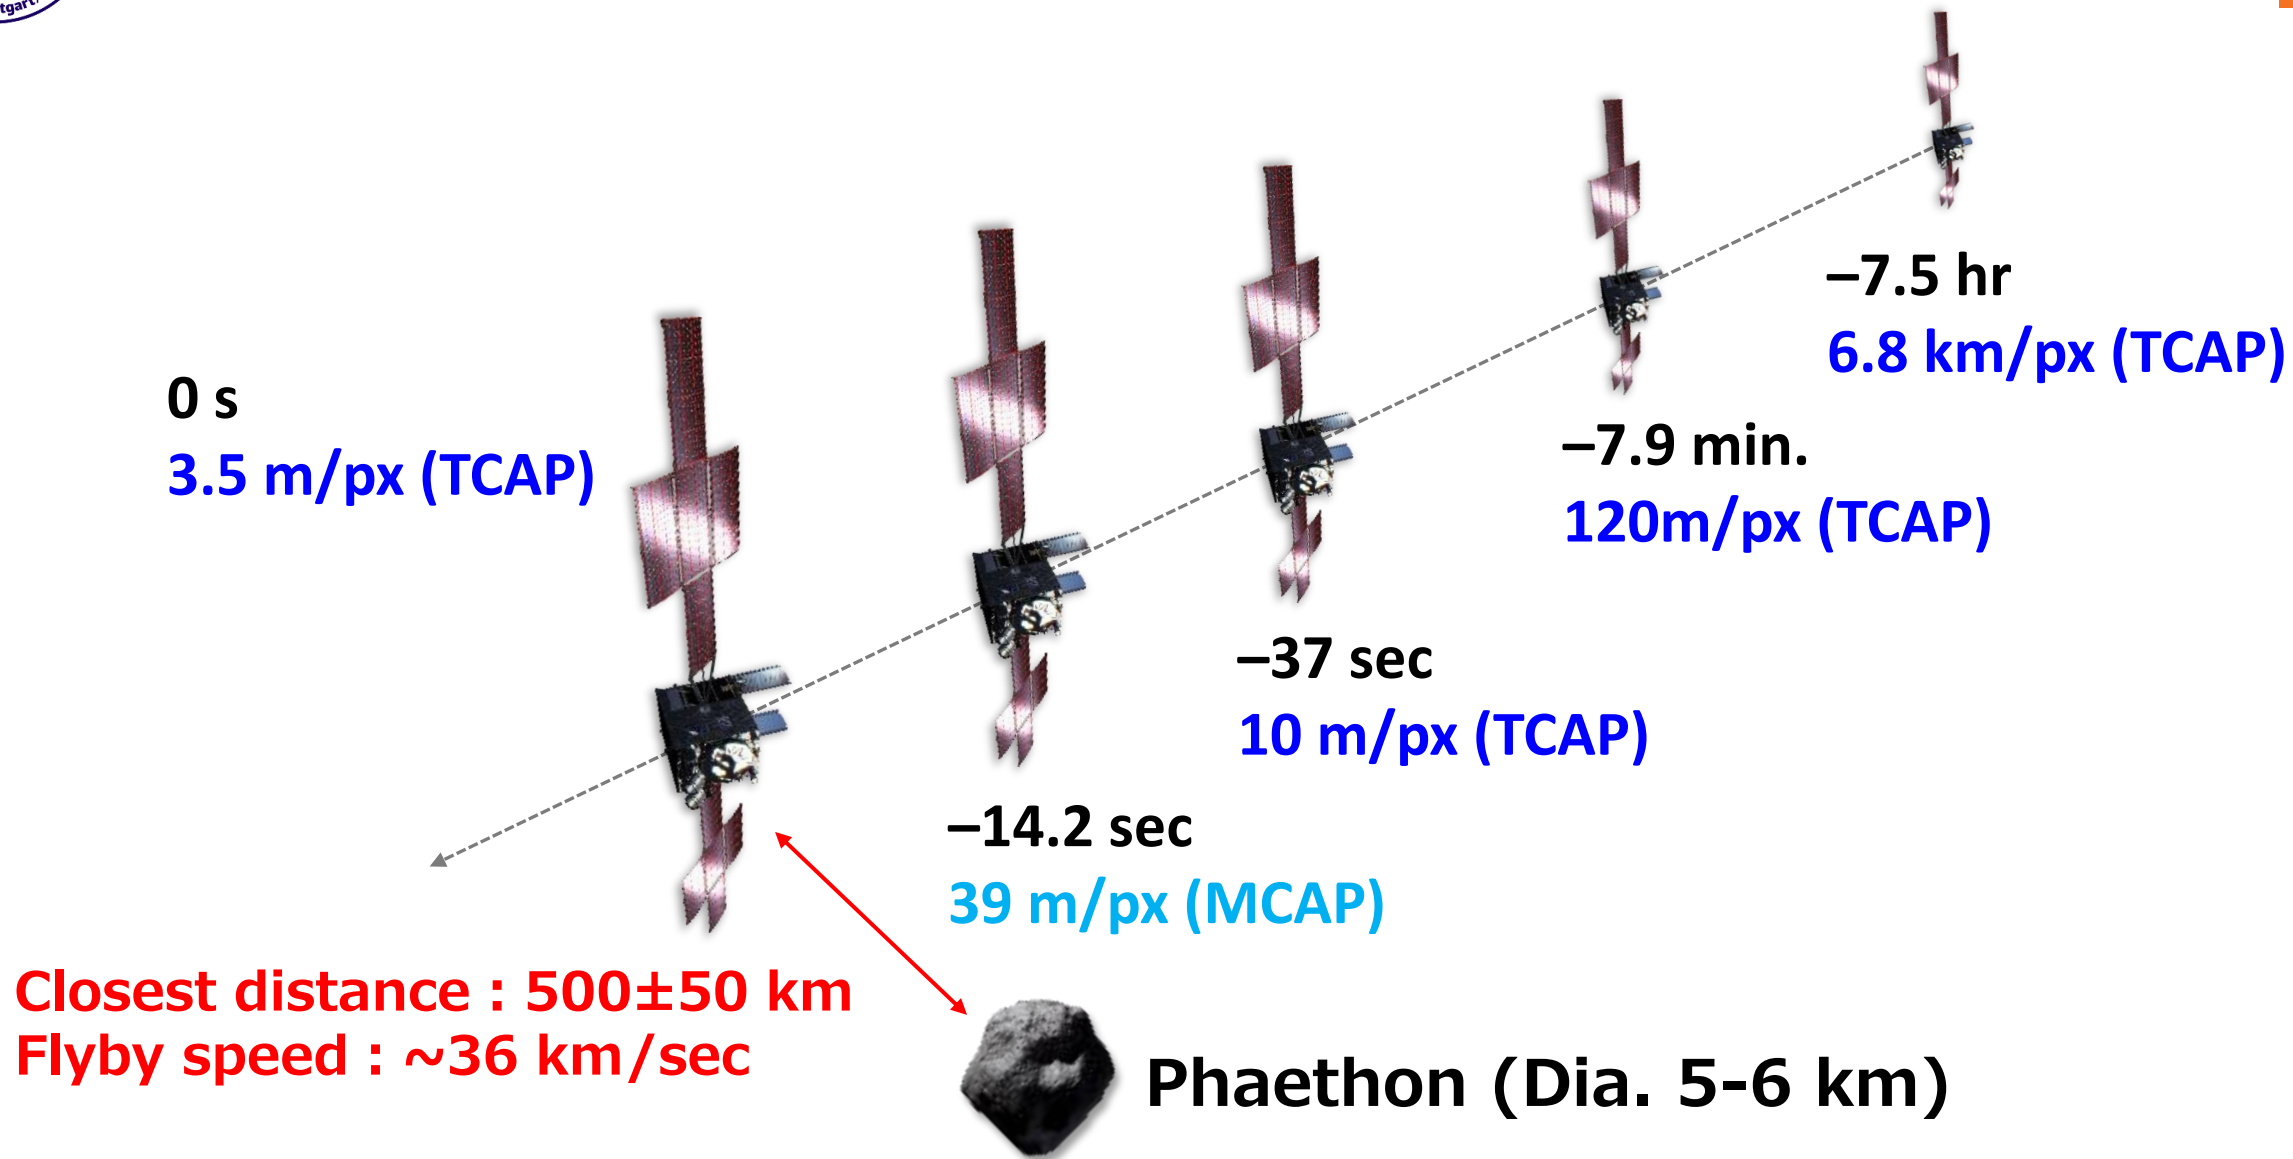 –7.5 hr
6.8 km/px (TCAP)
–7.9 min.
120m/px (TCAP)
–37 sec
10 m/px (TCAP)
–14.2 sec
39 m/px (MCAP)
0 s
3.5 m/px (TCAP)
Closest distance : 500±50 km
Flyby speed : ~36 km/sec
Phaethon (Dia. 5-6 km)